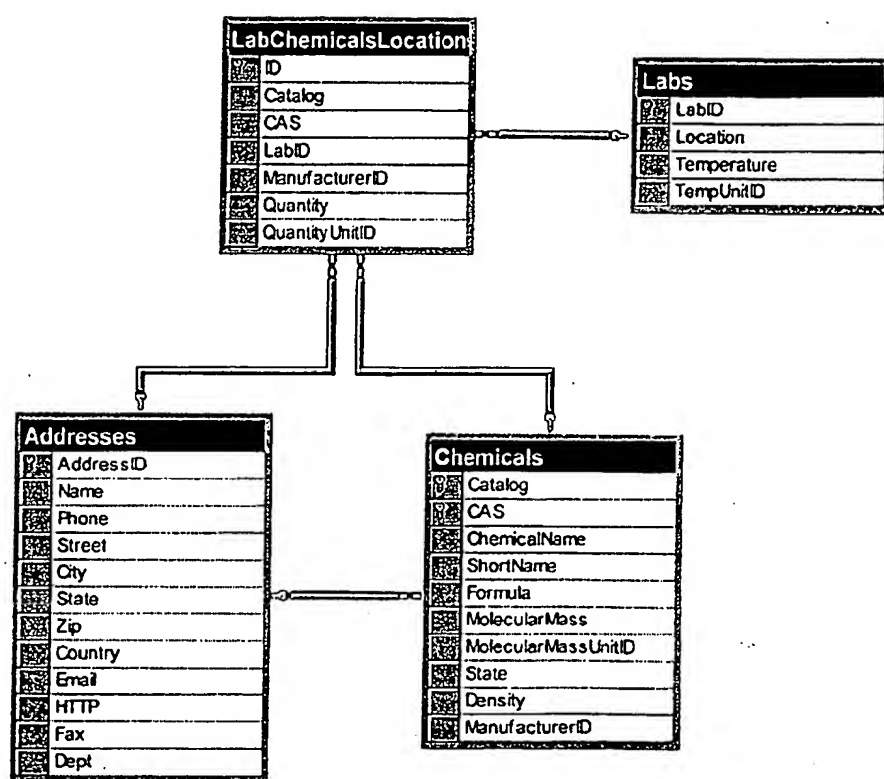 LabChemicalsLocation
ID
Catalog
CAS
LabID
ManufacturerID
Quantity
QuantityUnitID
Labs
LabID
Location
Temperature
TempUnitID
Addresses
AddressID
Name
Phone
Street
City
State
Zip
Country
Email
HTTP
Fax
Dept
Chemicals
Catalog
CAS
ChemicalName
ShortName
Formula
MolecularMass
MolecularMassUnitID
State
Density
ManufacturerID